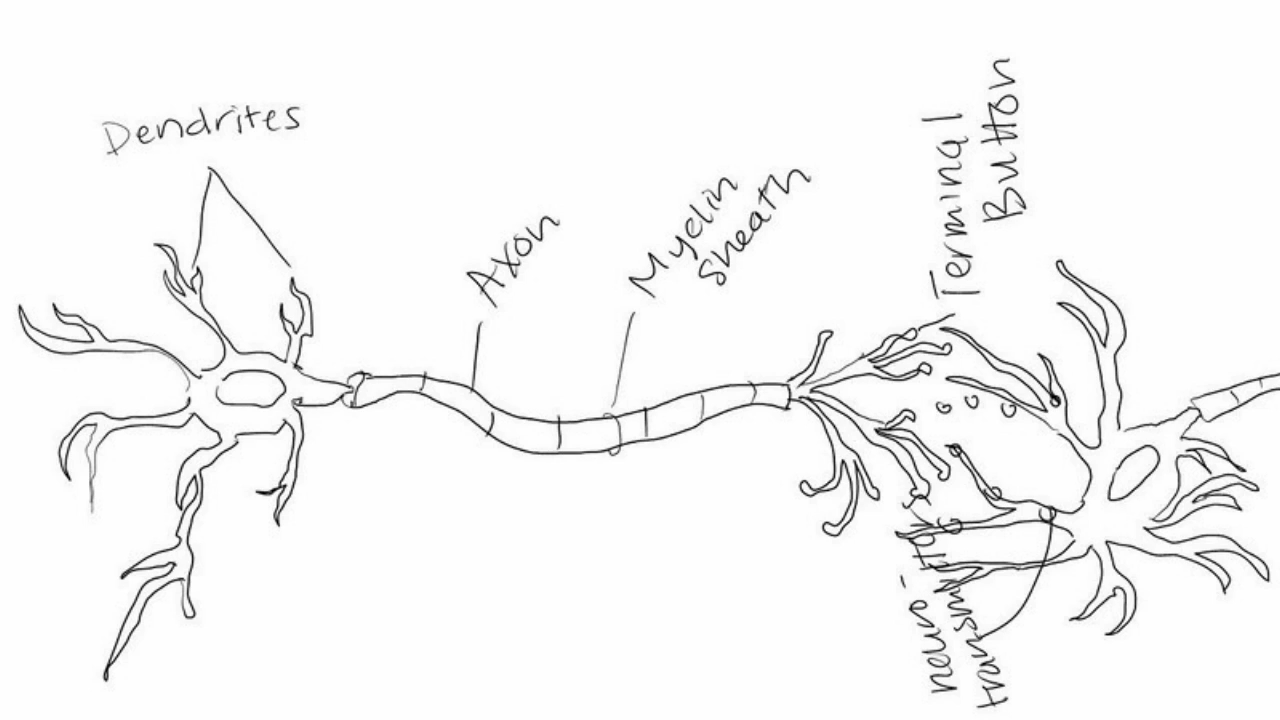 Dendrites
Axon
Myelin
Sheath
Terminal
Button
neuro-
transmitters